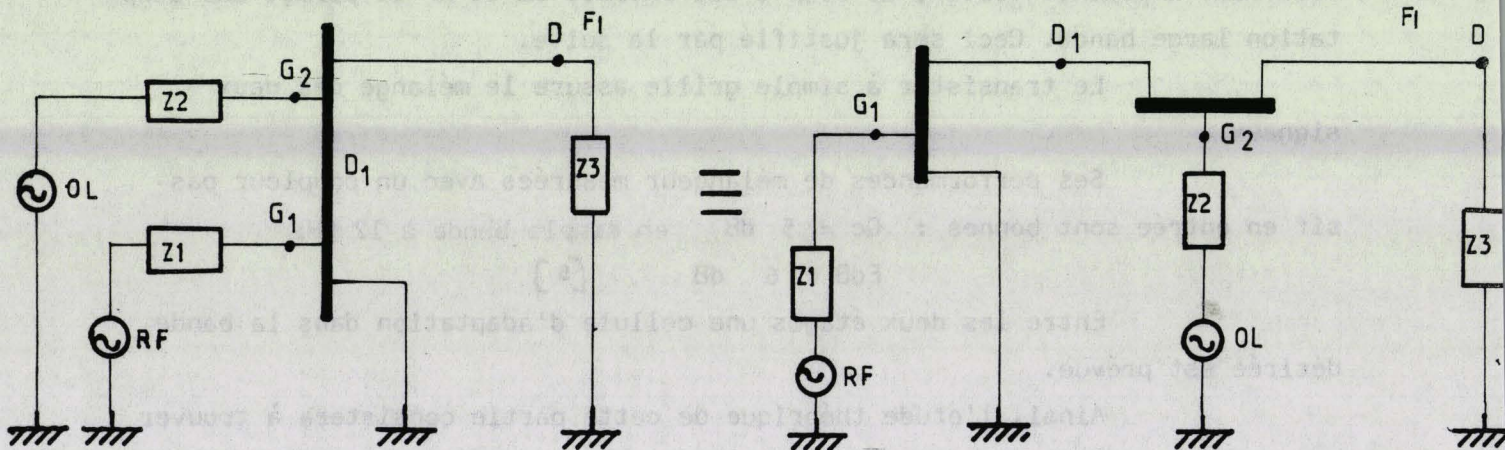 tation large bande. Ceci sera justifié par la suite.
Le transistor à simple grille assure le mélange des deux
signaux.
Ses performances de mélangeur mesurées avec un coupleur pas-
sif en entrée sont bonnes : Gc = 5 dB en simple bande à 12
FdB 6 dB
Entre les deux étages une cellule d'adaptation dans la bande
désirée est prévue.
Ainsi, l'étude théorique de cette partie consistera à trouver
OL
Z2
G2
Z1
G1
RF
D1
D
FI
Z3
G1
Z1
RF
D1
G2
Z2
OL
FI
D
Z3